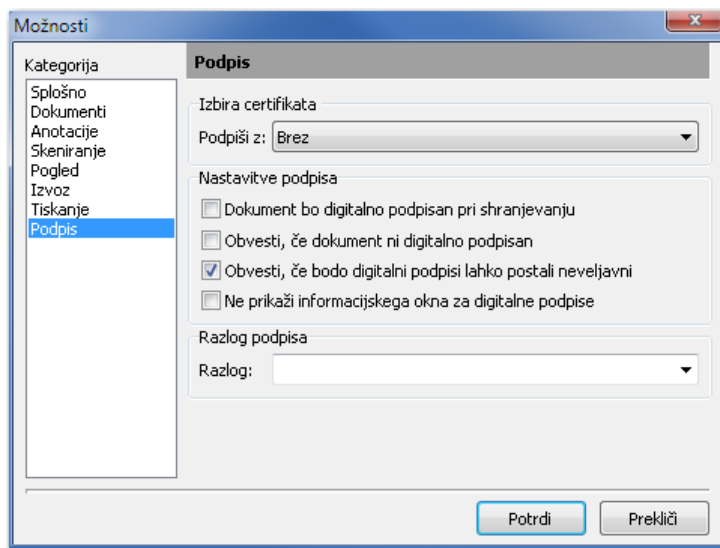 Možnosti
Kategorija
Splošno
Dokumenti
Anotacije
Skeniranje
Pogled
Izvoz
Tiskanje
Podpis
Podpis
Izbira certifikata
Podpiši z: Brez
Nastavitve podpisa
Dokument bo digitalno podpisan pri shranjevanju
Obvesti, če dokument ni digitalno podpisan
Obvesti, če bodo digitalni podpisi lahko postali neveljavni
Ne prikaži informacijskega okna za digitalne podpise
Razlog podpisa
Razlog:
Potrdi Prekliči